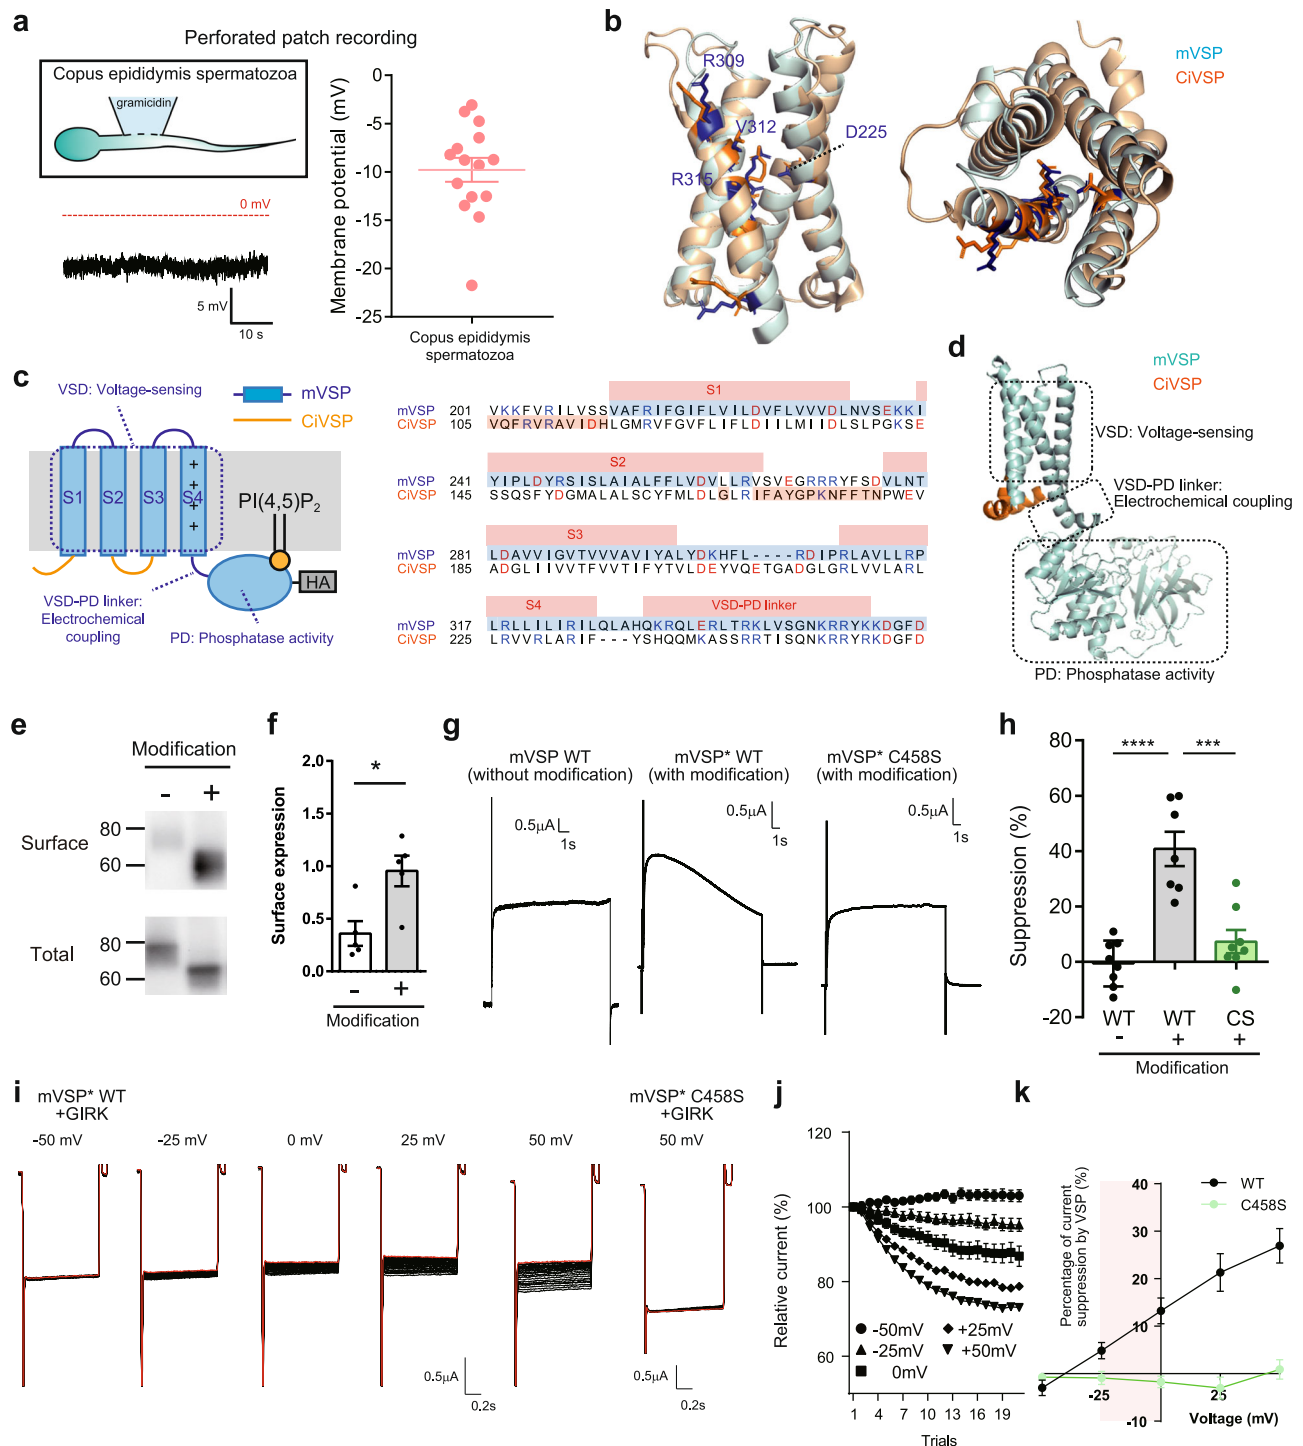 a
Perforated patch recording
Copus epididymis spermatozoa
gramicidin
0 mV
5 mV
10 s
Membrane potential (mV)
0
-5
-10
-15
-20
-25
Copus epididymis
spermatozoa
b
R309
V312
D225
R315
mVSP
CiVSP
c
VSD: Voltage-sensing
mVSP
CiVSP
S1
S2
S3
S4
+
+
+
+
PI(4,5)P2
HA
VSD-PD linker:
Electrochemical
coupling
PD: Phosphatase activity
S1
mVSP 201 VKKFVRILVSSVAFRIFGIFLVILDVFLVVVDLNVSEKKI
CiVSP 105 VQFRVRAVIDHLGMRVFGVFLIFLDIILMIIDLSLPGKSE
S2
mVSP 241 YIPLDYRSISLAIALFFLVDVLLRVSVEGRRRYFSDVLNT
CiVSP 145 SSQSFYDGMALALSCYFMLDLGLRIFAYGPKNFFTNPWEV
S3
mVSP 281 LDAVVIGVTVVVAVIYALYDKHFL----RDIPRLAVLLRP
CiVSP 185 ADGLIIVVTFVVTIFYTVLDEYVQETGADGLGRLVVLARL
S4
VSD-PD linker
mVSP 317 LRLLILIRILQLAHQKRQLERLTRKLVSGNKRRYKKDGFD
CiVSP 225 LRVVRLARIF---YSHQQMKASSRRTISQNKRRYRKDGFD
d
mVSP
CiVSP
VSD: Voltage-sensing
VSD-PD linker:
Electrochemical coupling
PD: Phosphatase activity
e
Modification
- +
Surface
80
60
Total
80
60
f
Surface expression
2.0
1.5
1.0
0.5
0.0
*
- +
Modification
g
mVSP WT
(without modification)
0.5μA
1s
mVSP* WT
(with modification)
0.5μA
1s
mVSP* C458S
(with modification)
0.5μA
1s
h
Suppression (%)
80
60
40
20
0
-20
****
***
WT WT CS
- + +
Modification
i
mVSP* WT
+GIRK
-50 mV
-25 mV
0 mV
25 mV
50 mV
mVSP* C458S
+GIRK
50 mV
0.5μA
0.2s
0.5μA
0.2s
j
Relative current (%)
120
100
80
60
-50mV
-25mV
0mV
+25mV
+50mV
1 4 7 10 13 16 19
Trials
k
Percentage of current
suppression by VSP (%)
40
30
20
10
-10
WT
C458S
-25
25
Voltage (mV)